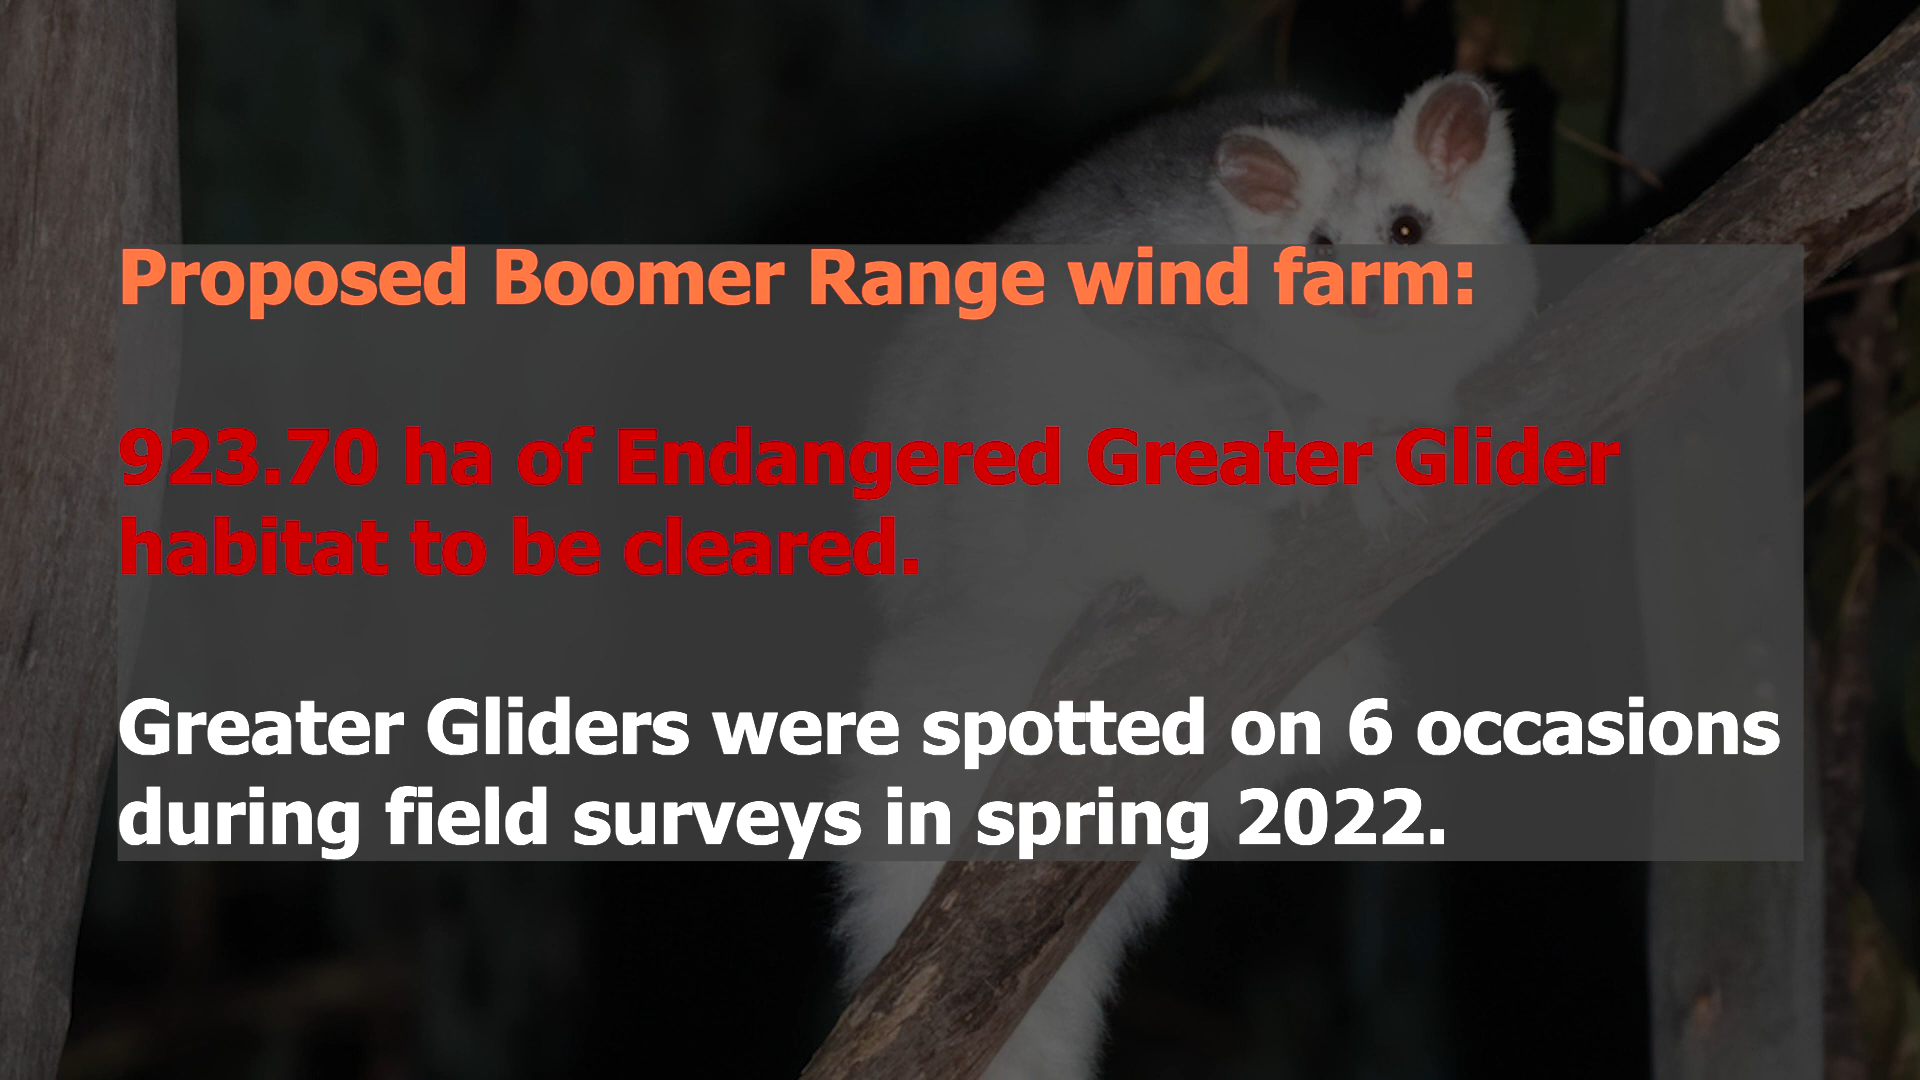 Proposed Boomer Range wind farm:
923.70 ha of Endangered Greater Glider
habitat to be cleared.
Greater Gliders were spotted on 6 occasions
during field surveys in spring 2022.